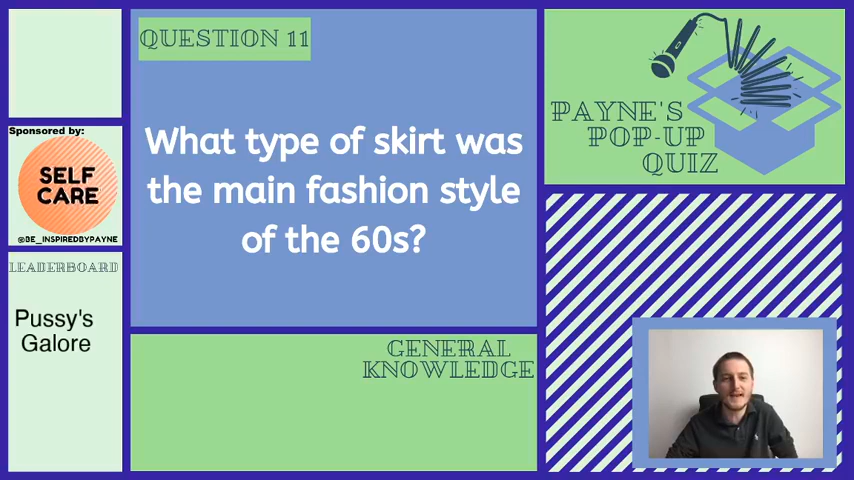 QUESTION 11
What type of skirt was
the main fashion style
of the 60s?
PAYNE'S
POP-UP
QUIZ
Sponsored by:
SELF
CARE
@BE_INSPIREDBYPAYNE
LEADERBOARD
Pussy's
Galore
GENERAL
KNOWLEDGE